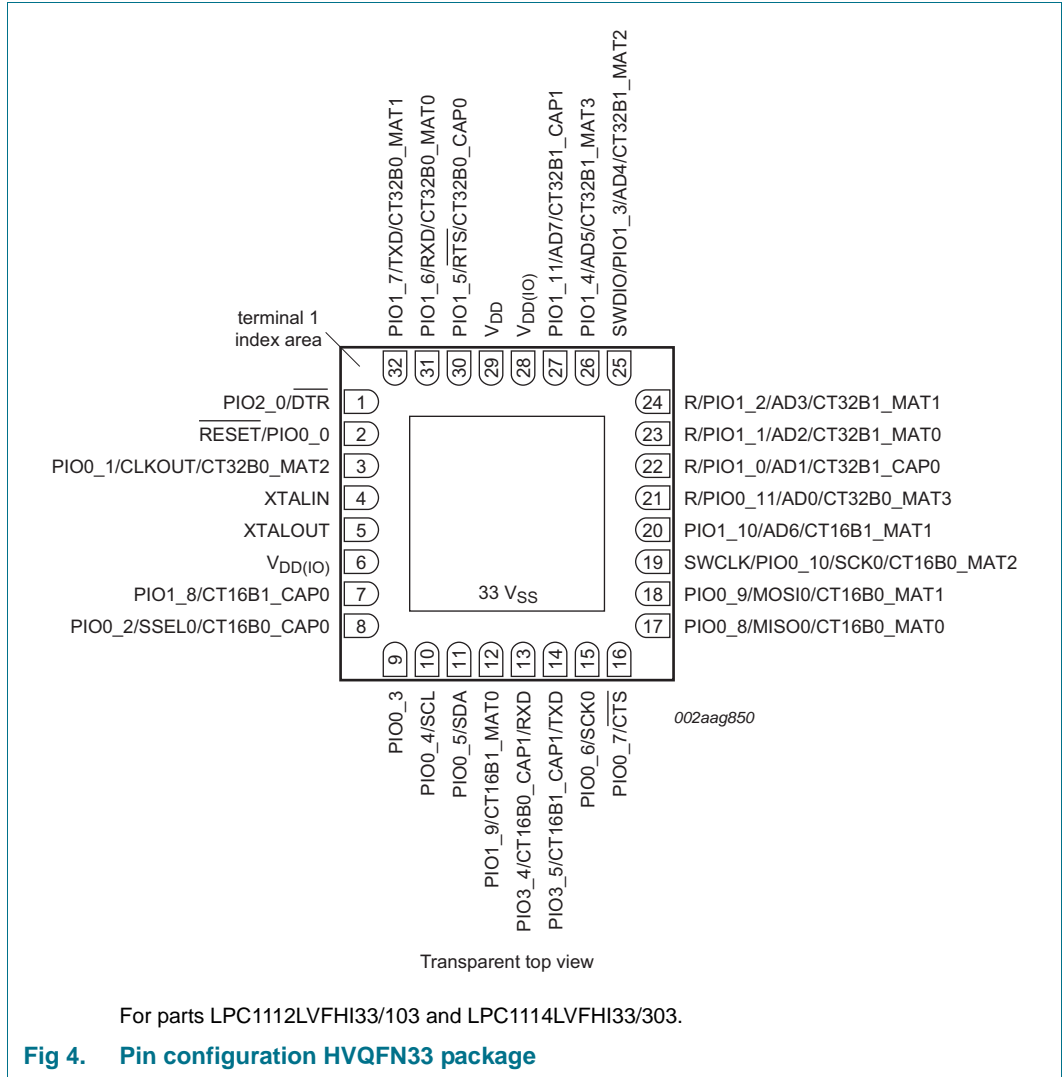 PIO1_7/TXD/CT32B0_MAT1
PIO1_6/RXD/CT32B0_MAT0
PIO1_5/RTS/CT32B0_CAP0
VDD
VDD(IO)
PIO1_11/AD7/CT32B1_CAP1
PIO1_4/AD5/CT32B1_MAT3
SWDIO/PIO1_3/AD4/CT32B1_MAT2
terminal 1
index area
32 31 30 29 28 27 26 25
PIO2_0/DTR 1
RESET/PIO0_0 2
PIO0_1/CLKOUT/CT32B0_MAT2 3
XTALIN 4
XTALOUT 5
VDD(IO) 6
PIO1_8/CT16B1_CAP0 7
PIO0_2/SSEL0/CT16B0_CAP0 8
24 R/PIO1_2/AD3/CT32B1_MAT1
23 R/PIO1_1/AD2/CT32B1_MAT0
22 R/PIO1_0/AD1/CT32B1_CAP0
21 R/PIO0_11/AD0/CT32B0_MAT3
20 PIO1_10/AD6/CT16B1_MAT1
19 SWCLK/PIO0_10/SCK0/CT16B0_MAT2
18 PIO0_9/MOSI0/CT16B0_MAT1
17 PIO0_8/MISO0/CT16B0_MAT0
33 VSS
9 10 11 12 13 14 15 16
PIO0_3
PIO0_4/SCL
PIO0_5/SDA
PIO1_9/CT16B1_MAT0
PIO3_4/CT16B0_CAP1/RXD
PIO3_5/CT16B1_CAP1/TXD
PIO0_6/SCK0
PIO0_7/CTS
002aag850
Transparent top view
For parts LPC1112LVFHI33/103 and LPC1114LVFHI33/303.
Fig 4. Pin configuration HVQFN33 package